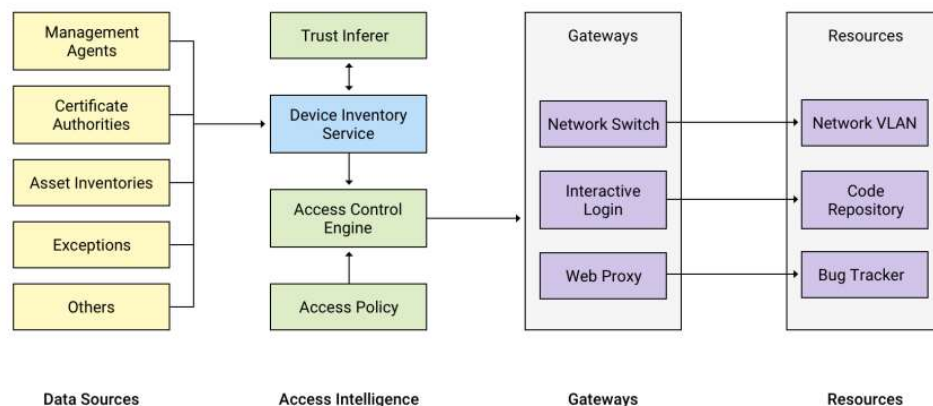 Management
Agents
Certificate
Authorities
Asset Inventories
Exceptions
Others
Trust Inferer
Device Inventory
Service
Access Control
Engine
Access Policy
Gateways
Network Switch
Interactive
Login
Web Proxy
Resources
Network VLAN
Code
Repository
Bug Tracker
Data Sources
Access Intelligence
Gateways
Resources